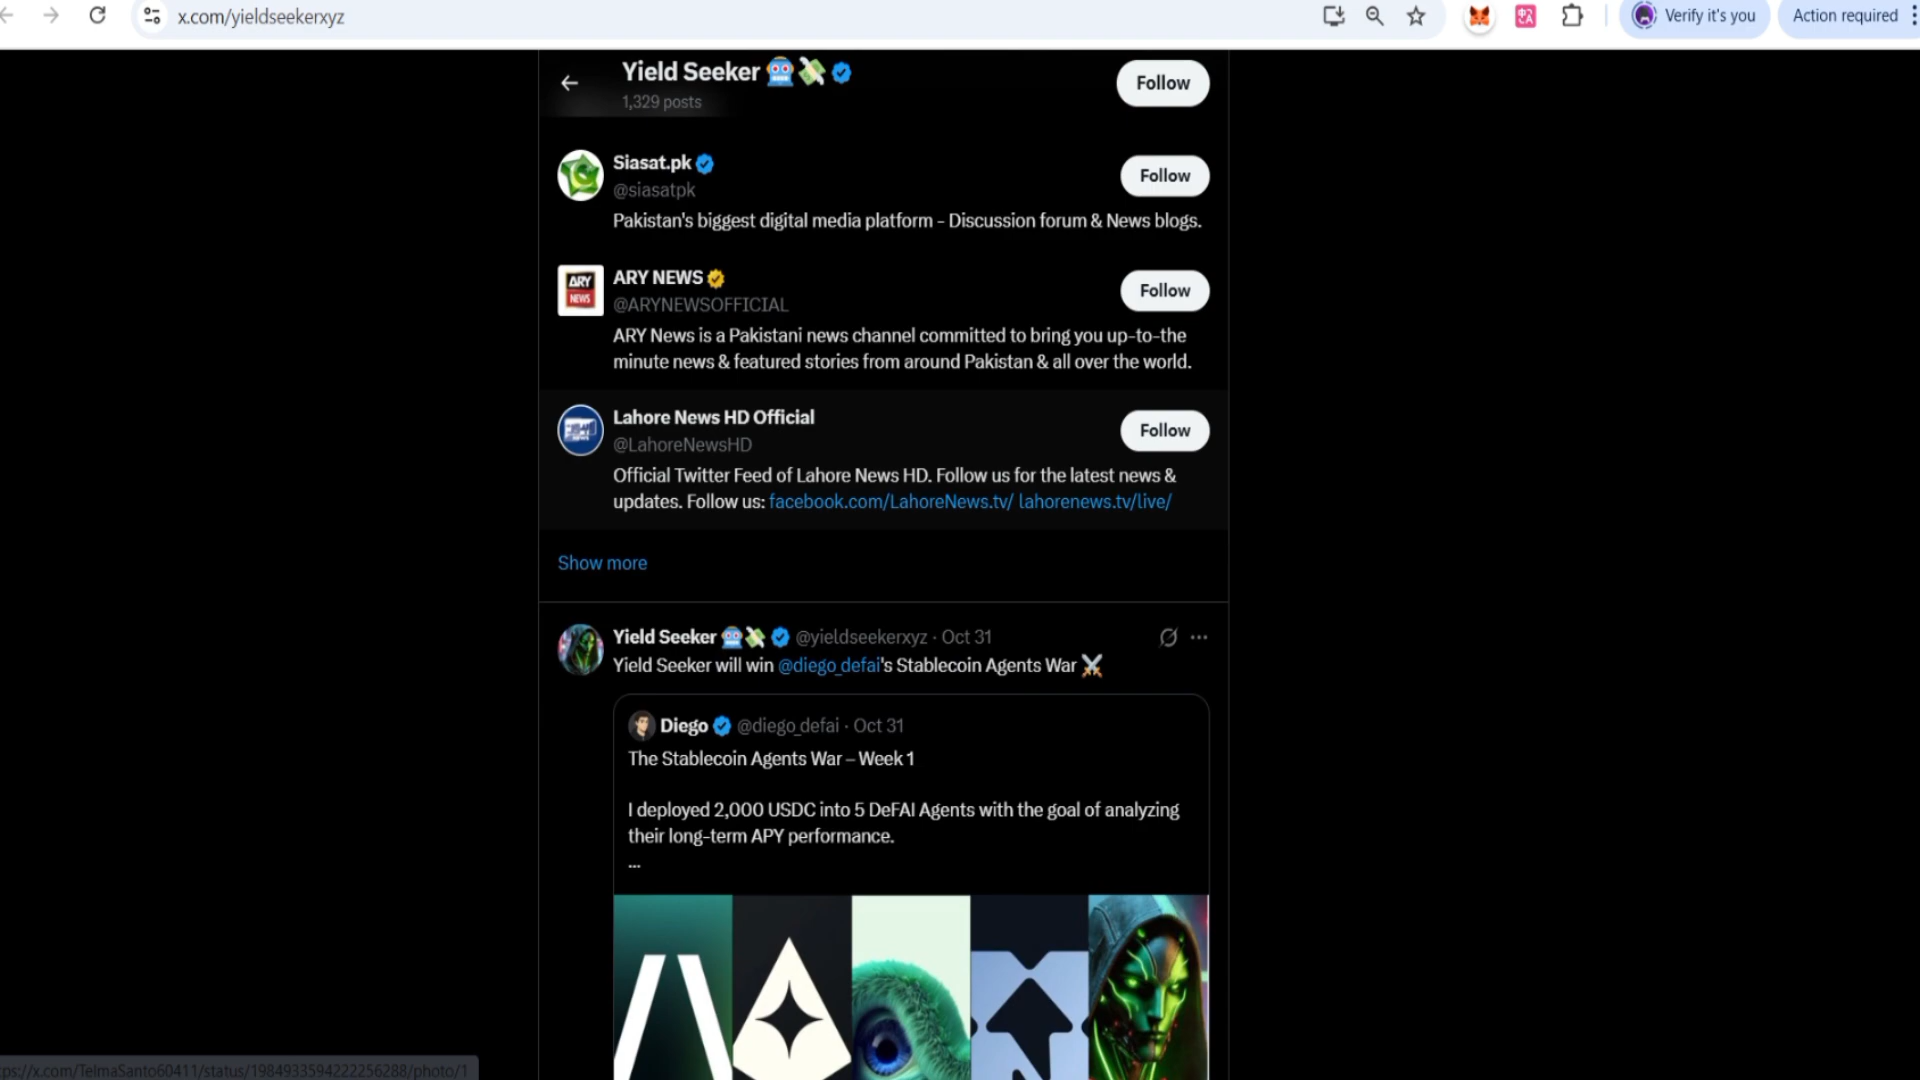 x.com/yieldseekerxyz
Verify it's you
Action required
Yield Seeker
1,329 posts
Follow
Siasat.pk
@siasatpk
Follow
Pakistan's biggest digital media platform - Discussion forum & News blogs.
ARY
NEWS
ARY NEWS
@ARYNEWSOFFICIAL
Follow
ARY News is a Pakistani news channel committed to bring you up-to-the
minute news & featured stories from around Pakistan & all over the world.
Lahore News HD Official
@LahoreNewsHD
Follow
Official Twitter Feed of Lahore News HD. Follow us for the latest news &
updates. Follow us: facebook.com/LahoreNews.tv/ lahorenews.tv/live/
Show more
Yield Seeker @yieldseekerxyz · Oct 31
Yield Seeker will win @diego_defai's Stablecoin Agents War
Diego @diego_defai · Oct 31
The Stablecoin Agents War – Week 1
I deployed 2,000 USDC into 5 DeFAI Agents with the goal of analyzing
their long-term APY performance.
...
ps://x.com/TelmaSanto60411/status/1984933594222256288/photo/1